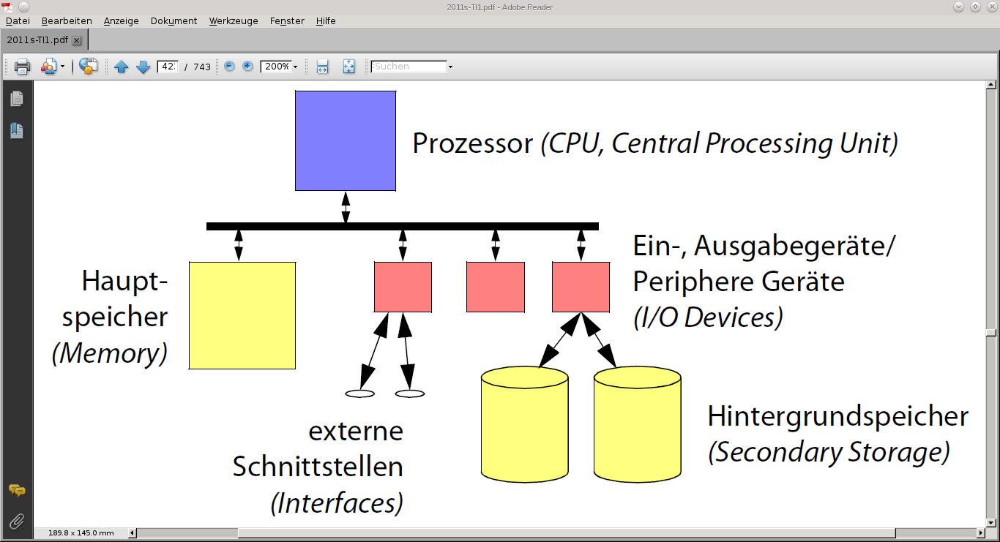 2011s-TI1.pdf - Adobe Reader
Datei Bearbeiten Anzeige Dokument Werkzeuge Fenster Hilfe
2011s-TI1.pdf
/ 743 200% Suchen
Prozessor (CPU, Central Processing Unit)
Ein-, Ausgabegeräte/
Periphere Geräte
(I/O Devices)
Haupt-
speicher
(Memory)
externe
Schnittstellen
(Interfaces)
Hintergrundspeicher
(Secondary Storage)
189.8 x 145.0 mm